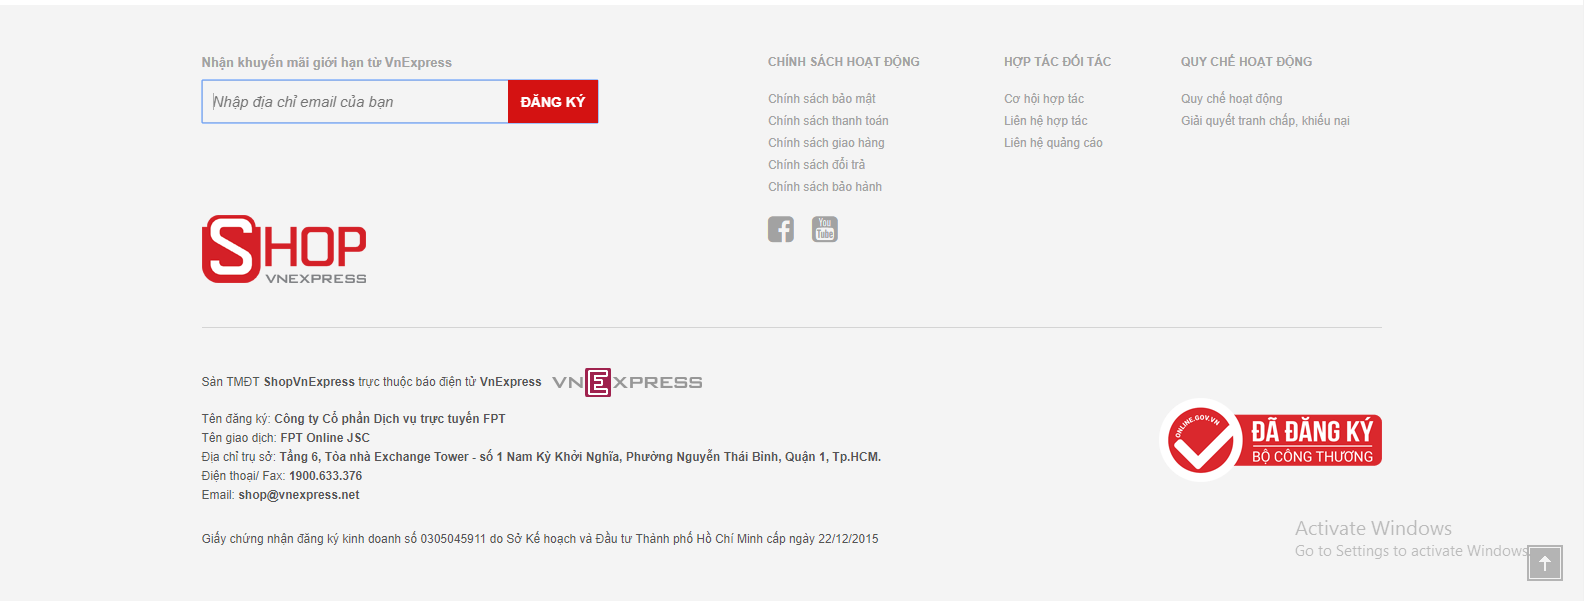 Nhận khuyến mãi giới hạn từ VnExpress
Nhập địa chỉ email của bạn
ĐĂNG KÝ
SHOP
VNEXPRESS
CHÍNH SÁCH HOẠT ĐỘNG
Chính sách bảo mật
Chính sách thanh toán
Chính sách giao hàng
Chính sách đổi trả
Chính sách bảo hành
You
Tube
HỢP TÁC ĐỐI TÁC
Cơ hội hợp tác
Liên hệ hợp tác
Liên hệ quảng cáo
QUY CHẾ HOẠT ĐỘNG
Quy chế hoạt động
Giải quyết tranh chấp, khiếu nại
Sàn TMĐT ShopVnExpress trực thuộc báo điện tử VnExpress VNEXPRESS
Tên đăng ký: Công ty Cổ phần Dịch vụ trực tuyến FPT
Tên giao dịch: FPT Online JSC
Địa chỉ trụ sở: Tầng 6, Tòa nhà Exchange Tower - số 1 Nam Kỳ Khởi Nghĩa, Phường Nguyễn Thái Bình, Quận 1, Tp.HCM.
Điện thoại/ Fax: 1900.633.376
Email: shop@vnexpress.net
Giấy chứng nhận đăng ký kinh doanh số 0305045911 do Sở Kế hoạch và Đầu tư Thành phố Hồ Chí Minh cấp ngày 22/12/2015
ONLINE.GOV.VN
ĐÃ ĐĂNG KÝ
BỘ CÔNG THƯƠNG
Activate Windows
Go to Settings to activate Windows.